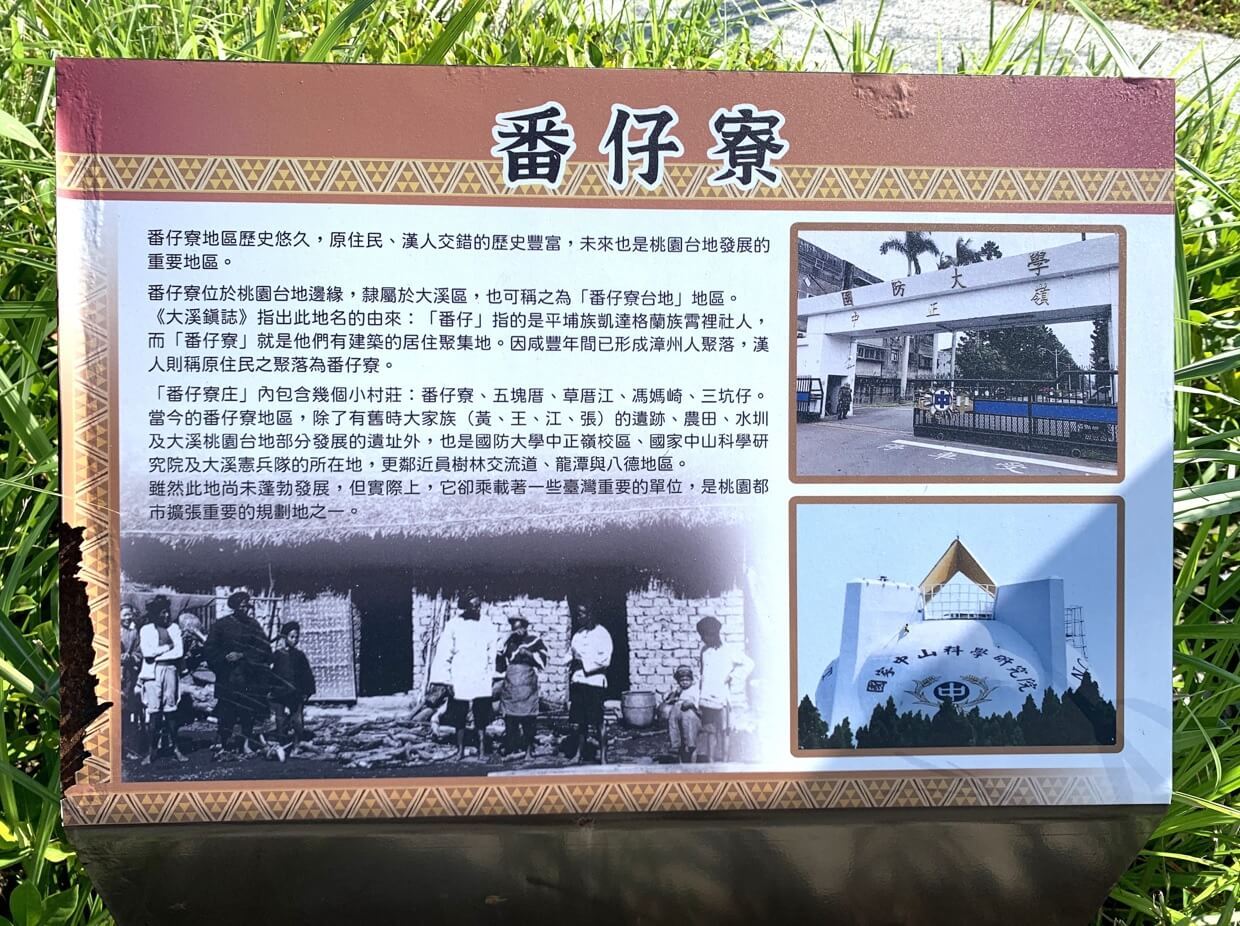 番仔寮
番仔寮地區歷史悠久，原住民、漢人交錯的歷史豐富，未來也是桃園台地發展的
重要地區。
番仔寮位於桃園台地邊緣，隸屬於大溪區，也可稱之為「番仔寮台地」地區。
《大溪鎮誌》指出此地名的由來：「番仔」指的是平埔族凱達格蘭族霄裡社人，
而「番仔寮」就是他們有建築的居住聚集地。因咸豐年間已形成漳州人聚落，漢
人則稱原住民之聚落為番仔寮。
「番仔寮庄」內包含幾個小村莊：番仔寮、五塊厝、草厝江、馮媽崎、三坑仔。
當今的番仔寮地區，除了有舊時大家族（黃、王、江、張）的遺跡、農田、水圳
及大溪桃園台地部分發展的遺址外，也是國防大學中正嶺校區、國家中山科學研
究院及大溪憲兵隊的所在地，更鄰近員樹林交流道、龍潭與八德地區。
雖然此地尚未蓬勃發展，但實際上，它卻乘載著一些臺灣重要的單位，是桃園都
市擴張重要的規劃地之一。
國防大學
中正嶺
國家中山科學研究院
中